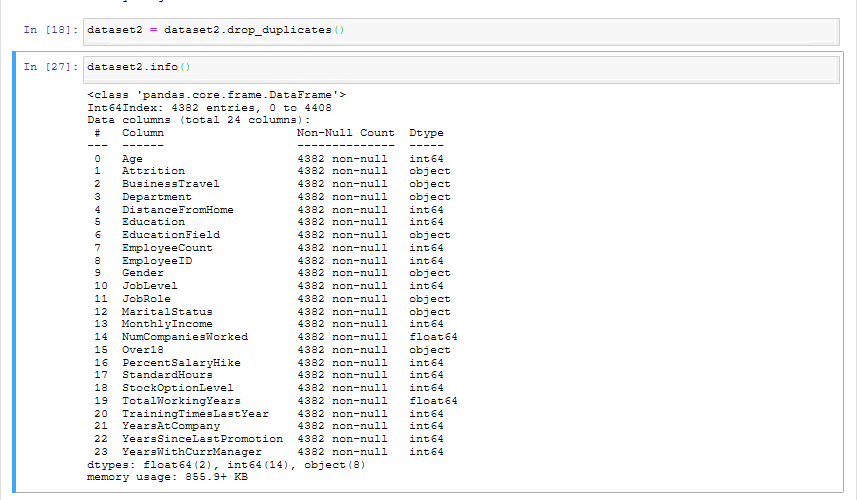 In [18]: dataset2 = dataset2.drop_duplicates()
In [27]: dataset2.info()
<class 'pandas.core.frame.DataFrame'>
Int64Index: 4382 entries, 0 to 4408
Data columns (total 24 columns):
 #   Column                   Non-Null Count  Dtype
---  ------                   --------------  -----
 0   Age                      4382 non-null   int64
 1   Attrition                4382 non-null   object
 2   BusinessTravel           4382 non-null   object
 3   Department               4382 non-null   object
 4   DistanceFromHome         4382 non-null   int64
 5   Education                4382 non-null   int64
 6   EducationField           4382 non-null   object
 7   EmployeeCount            4382 non-null   int64
 8   EmployeeID               4382 non-null   int64
 9   Gender                   4382 non-null   object
 10  JobLevel                 4382 non-null   int64
 11  JobRole                  4382 non-null   object
 12  MaritalStatus            4382 non-null   object
 13  MonthlyIncome            4382 non-null   int64
 14  NumCompaniesWorked       4382 non-null   float64
 15  Over18                   4382 non-null   object
 16  PercentSalaryHike        4382 non-null   int64
 17  StandardHours            4382 non-null   int64
 18  StockOptionLevel         4382 non-null   int64
 19  TotalWorkingYears        4382 non-null   float64
 20  TrainingTimesLastYear    4382 non-null   int64
 21  YearsAtCompany           4382 non-null   int64
 22  YearsSinceLastPromotion  4382 non-null   int64
 23  YearsWithCurrManager     4382 non-null   int64
dtypes: float64(2), int64(14), object(8)
memory usage: 855.9+ KB